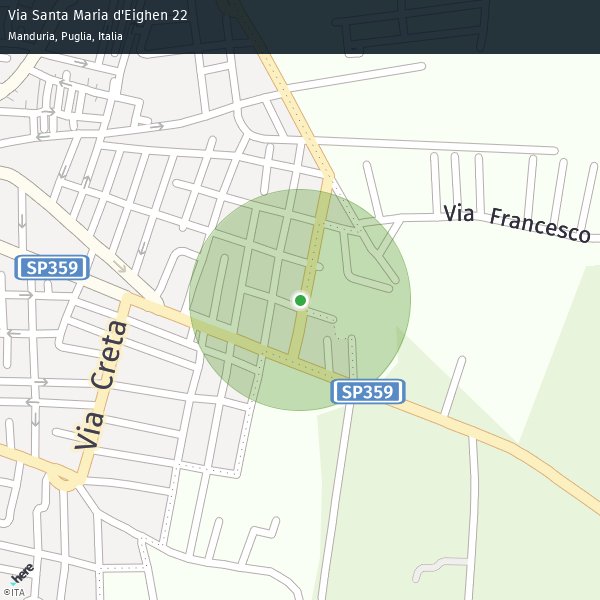 Via Santa Maria d'Eighen 22
Manduria, Puglia, Italia
Via Francesco
SP359
Via Creta
SP359
here
©ITA